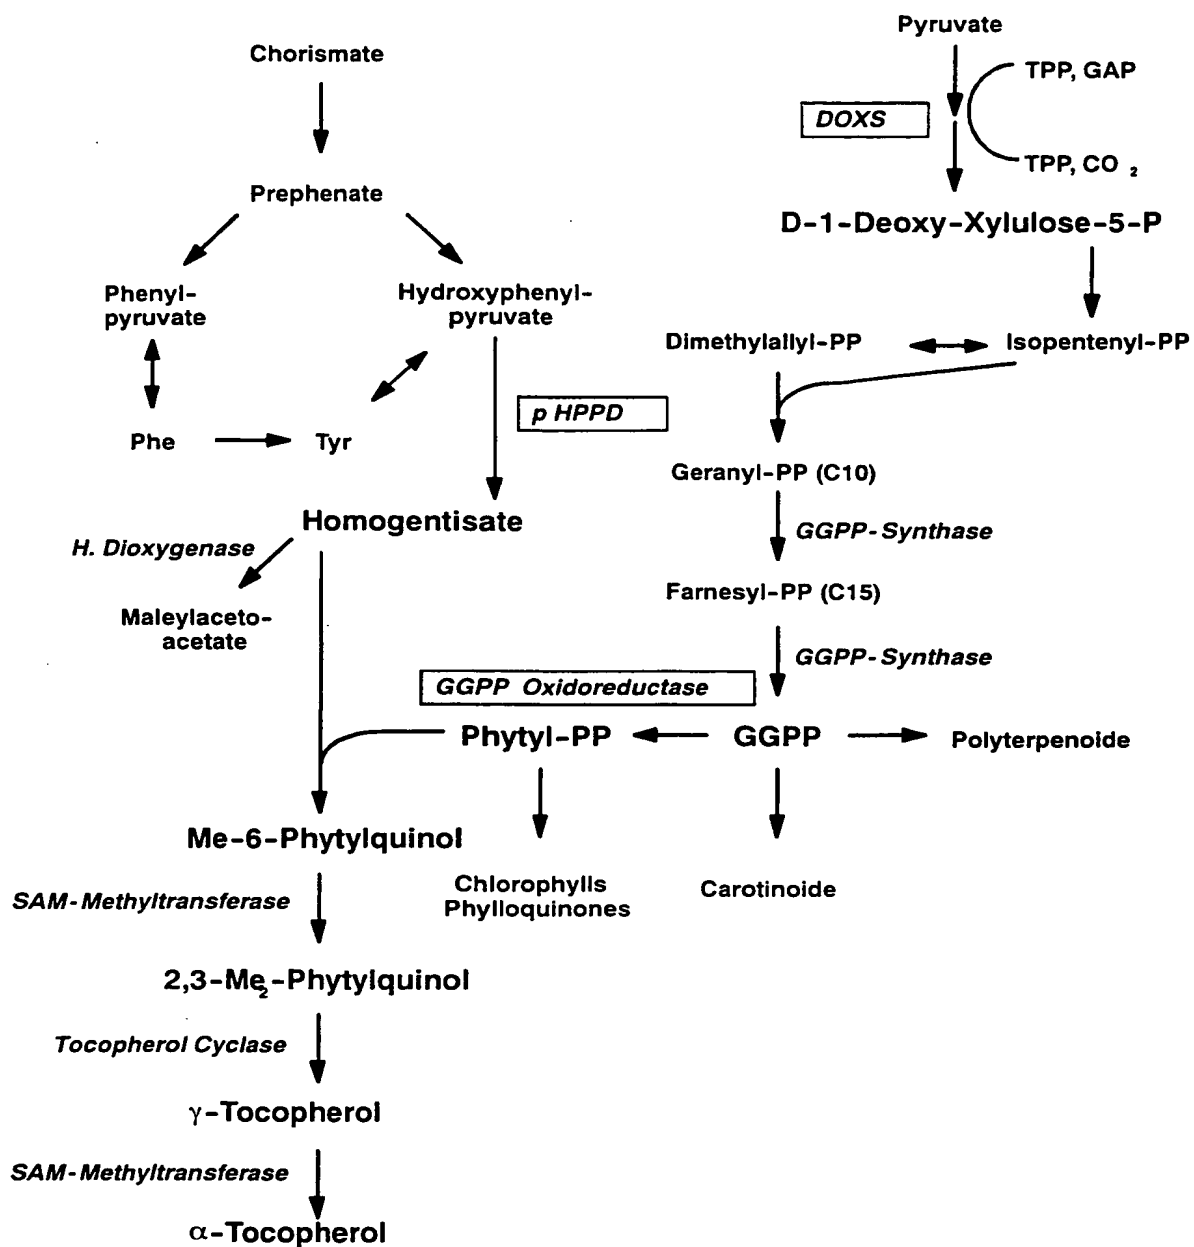 Pyruvate
Chorismate
TPP, GAP
DOXS
TPP, CO₂
Prephenate
D-1-Deoxy-Xylulose-5-P
Phenyl-
pyruvate
Hydroxyphenyl-
pyruvate
Dimethylallyl-PP
Isopentenyl-PP
p HPPD
Phe
Tyr
Geranyl-PP (C10)
Homogentisate
GGPP-Synthase
H. Dioxygenase
Farnesyl-PP (C15)
Maleylaceto-
acetate
GGPP-Synthase
GGPP Oxidoreductase
Phytyl-PP
GGPP
Polyterpenoide
Me-6-Phytylquinol
Chlorophylls
Phylloquinones
Carotinoide
SAM-Methyltransferase
2,3-Me₂-Phytylquinol
Tocopherol Cyclase
γ-Tocopherol
SAM-Methyltransferase
α-Tocopherol